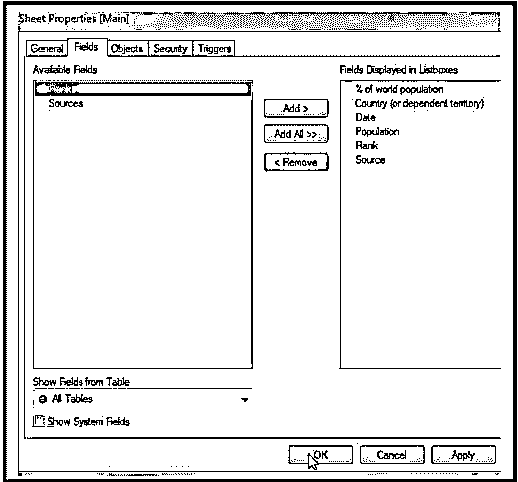 Sheet Properties [Main]
General Fields Objects Security Triggers
Available Fields
Fields Displayed in Listboxes
Sources
Add >
Add All >>
< Remove
% of world population
Country (or dependent territory)
Date
Population
Rank
Source
Show Fields from Table
All Tables
Show System Fields
OK Cancel Apply